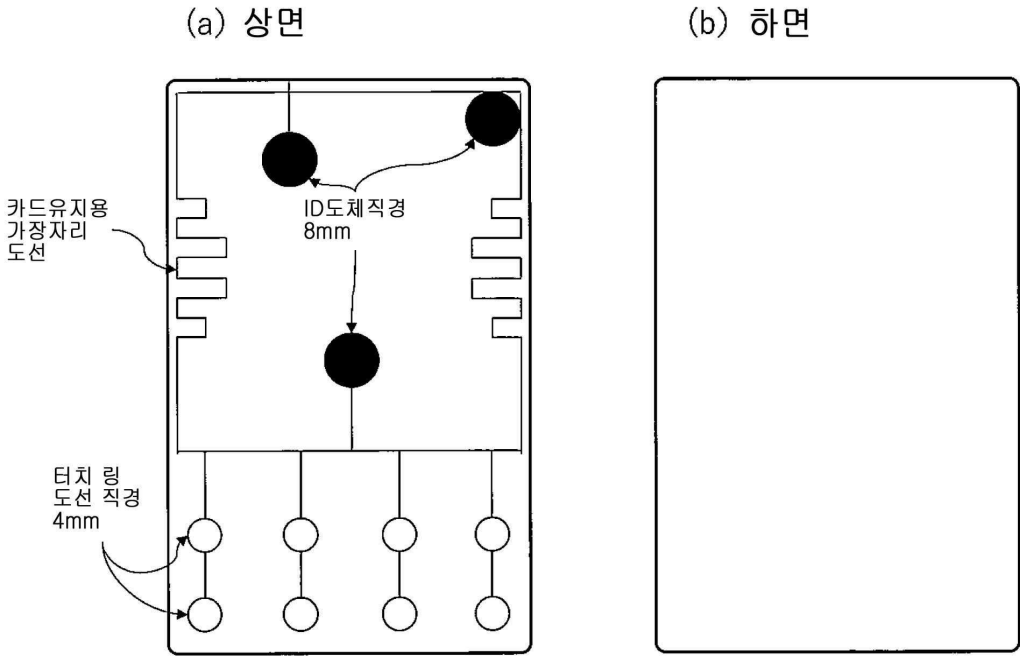 (a) 상면
(b) 하면
카드유지용
가장자리
도선
ID도체직경
8mm
터치 링
도선 직경
4mm